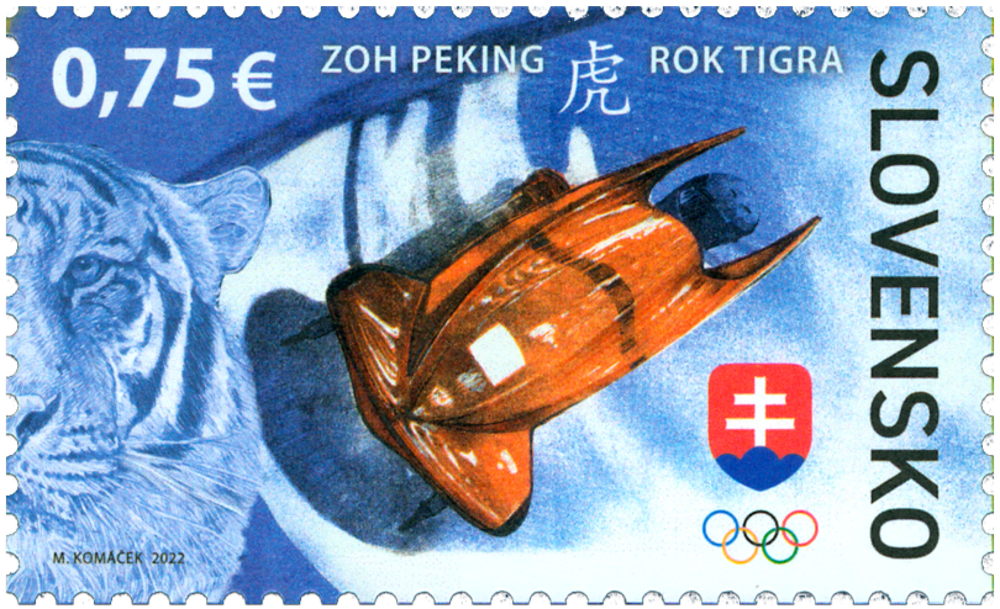 0,75 €
ZOH PEKING 虎 ROK TIGRA
SLOVENSKO
M. KOMÁČEK 2022